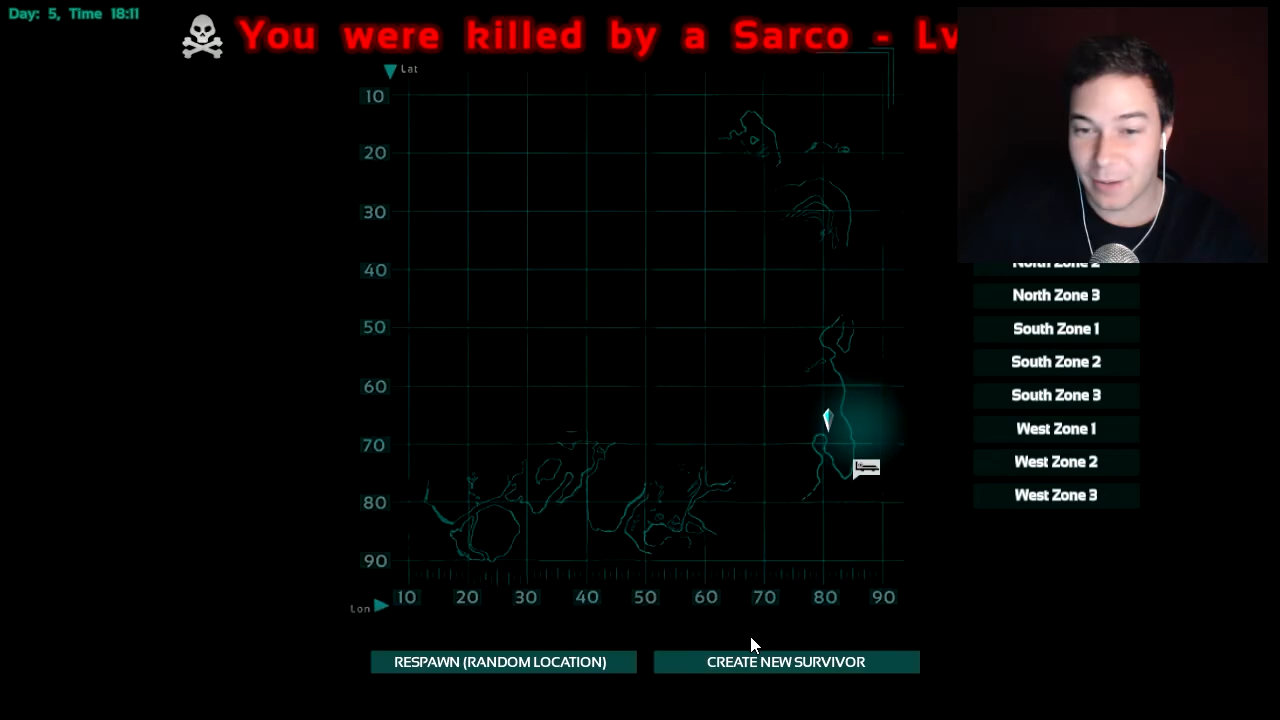 Day: 5, Time 18:11
You were killed by a Sarco - Lv
Lat
10
20
30
40
50
60
70
80
90
Lon
10 20 30 40 50 60 70 80 90
North Zone 2
North Zone 3
South Zone 1
South Zone 2
South Zone 3
West Zone 1
West Zone 2
West Zone 3
RESPAWN (RANDOM LOCATION)
CREATE NEW SURVIVOR